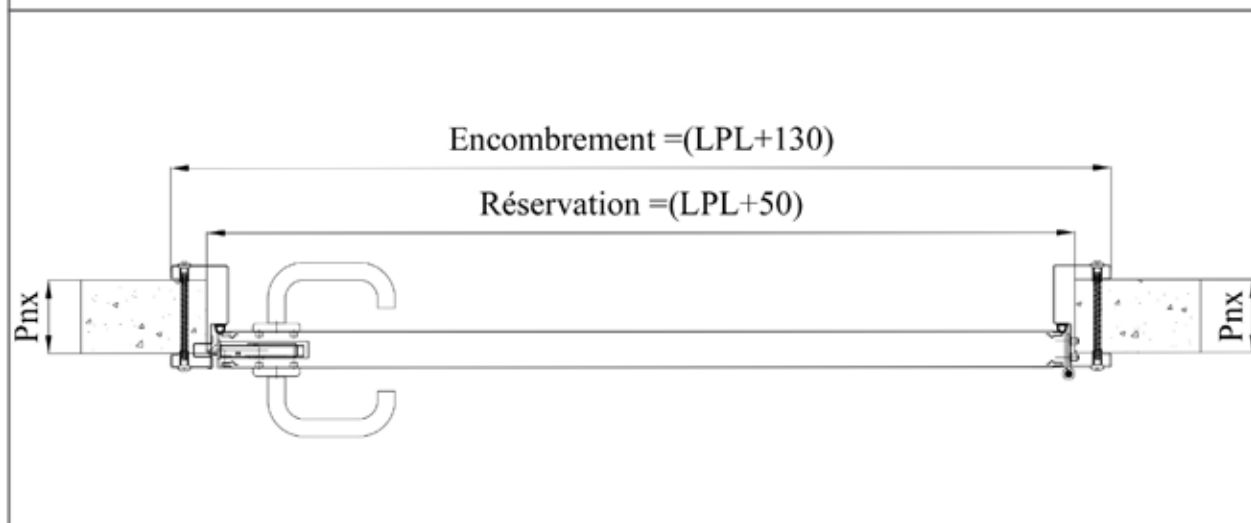 Encombrement =(LPL+130)
Réservation =(LPL+50)
Pnx
Pnx